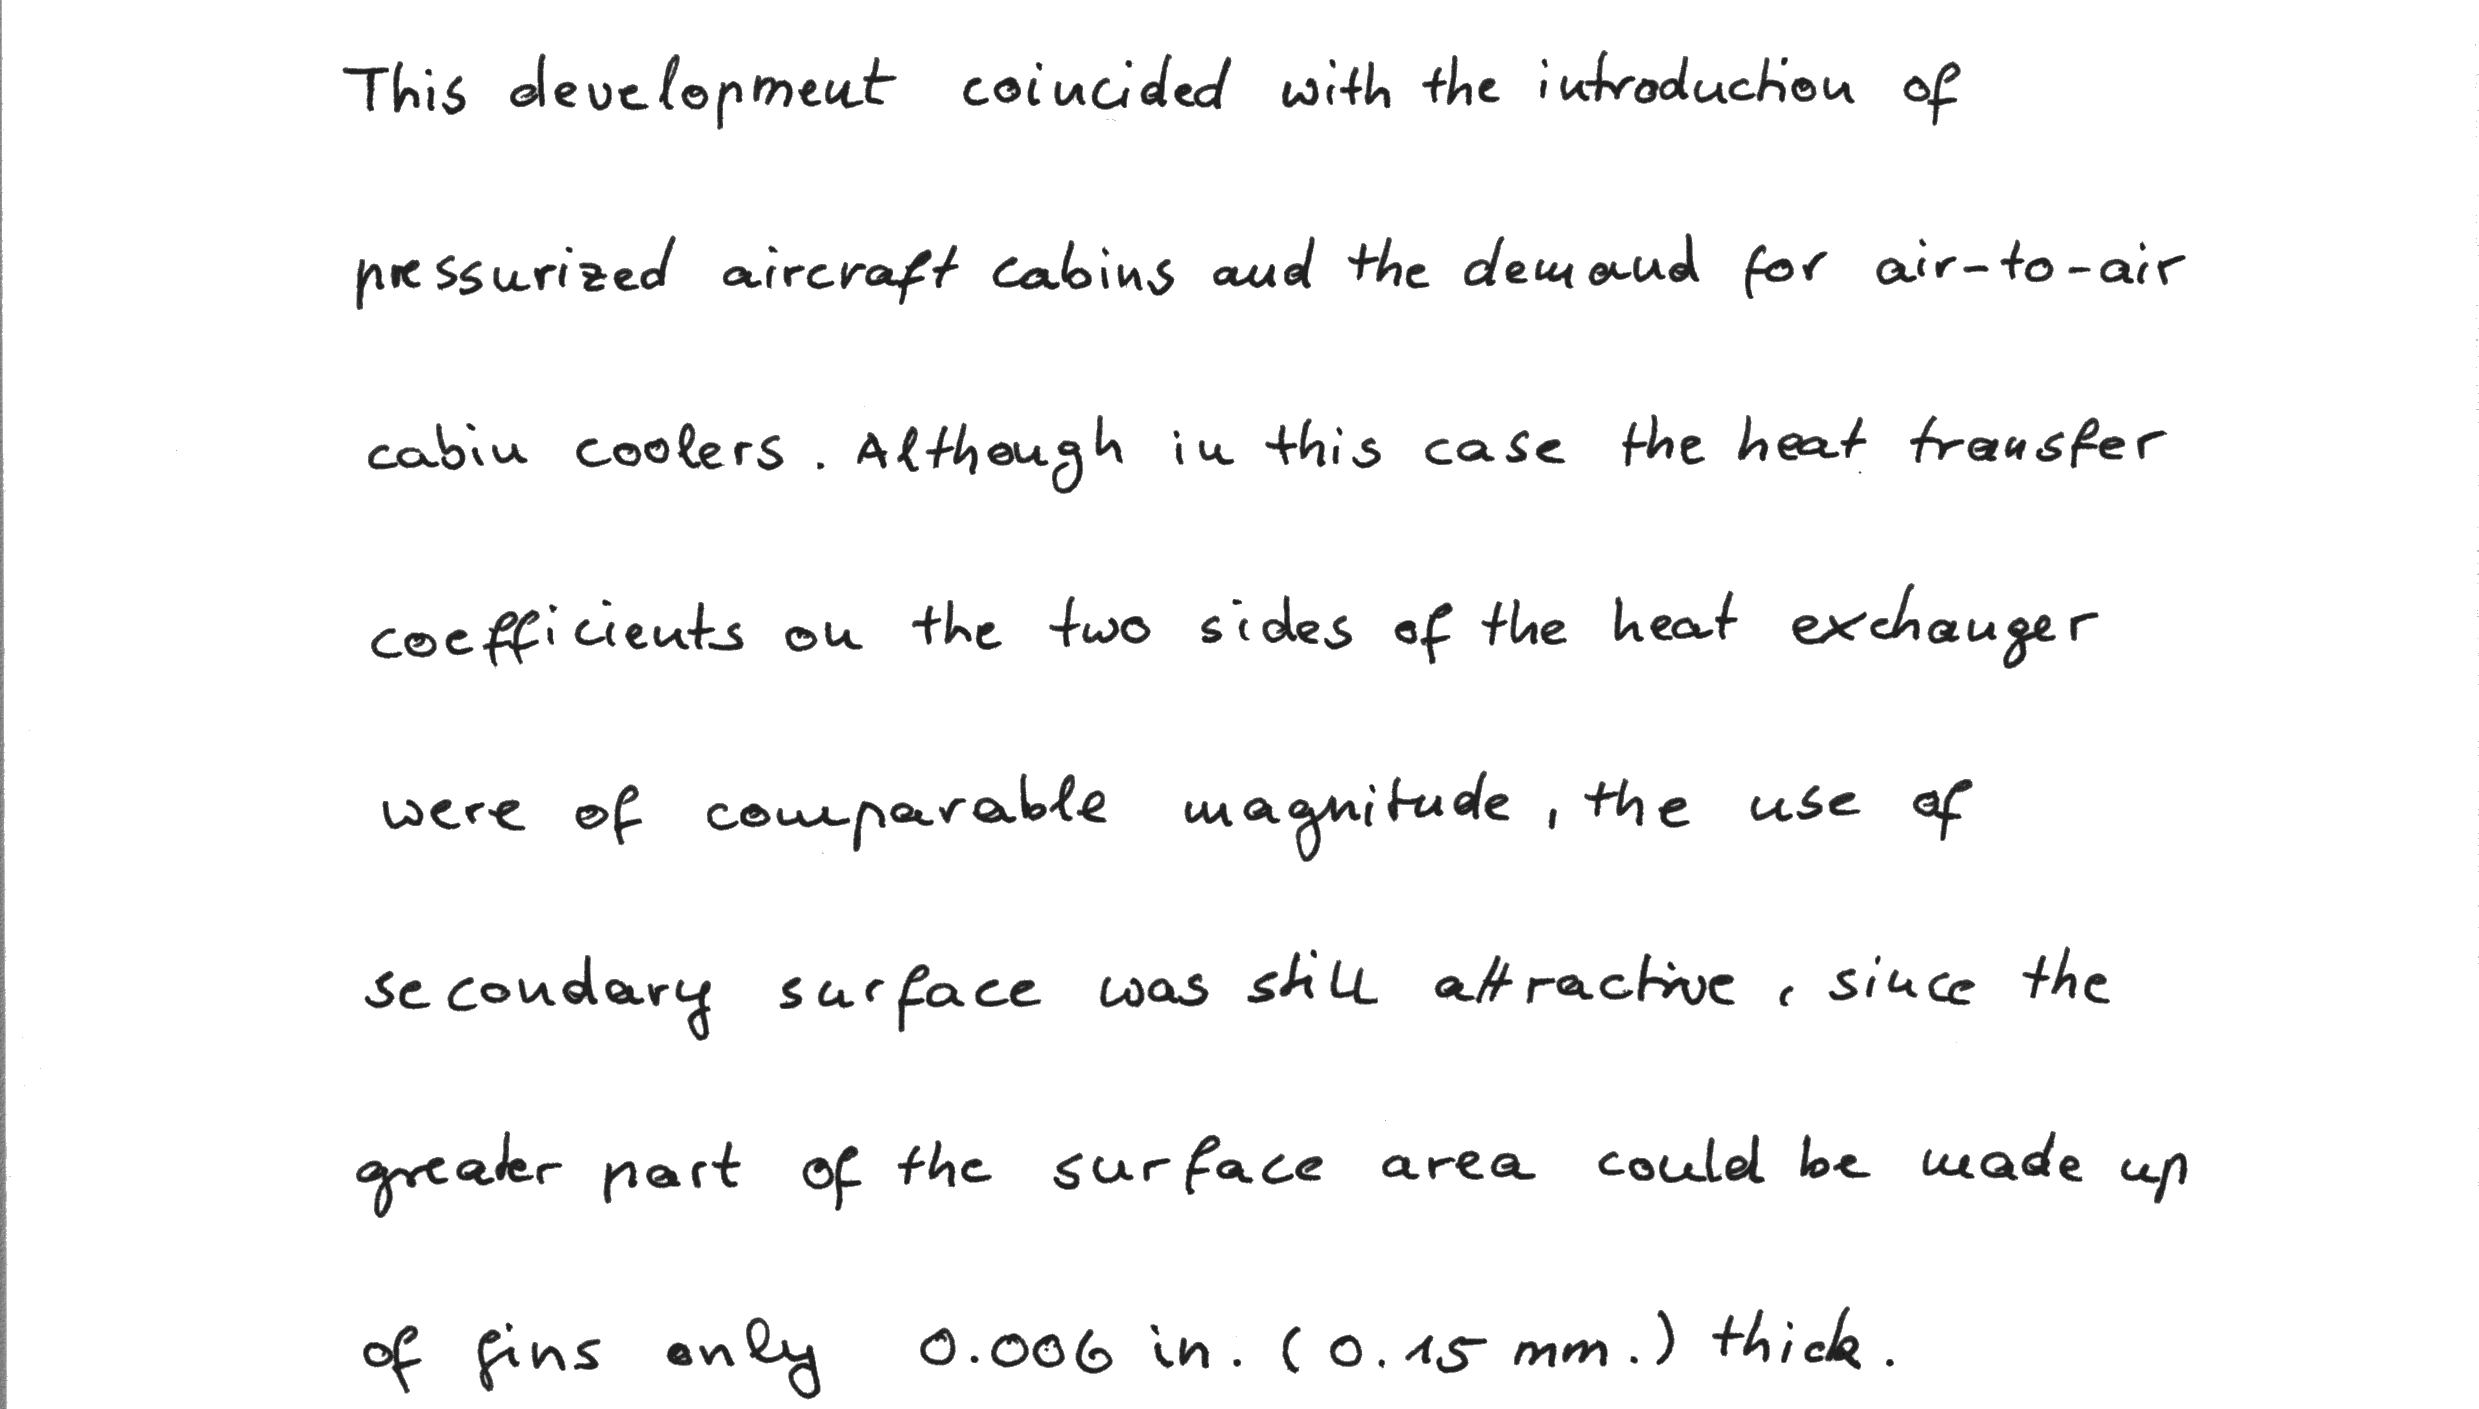 This development coincided with the introduction of
pressurized aircraft cabins and the demand for air-to-air
cabin coolers. Although in this case the heat transfer
coefficients on the two sides of the heat exchanger
were of comparable magnitude, the use of
secondary surface was still attractive, since the
greater part of the surface area could be made up
of fins only 0.006 in. (0.15 mm.) thick.